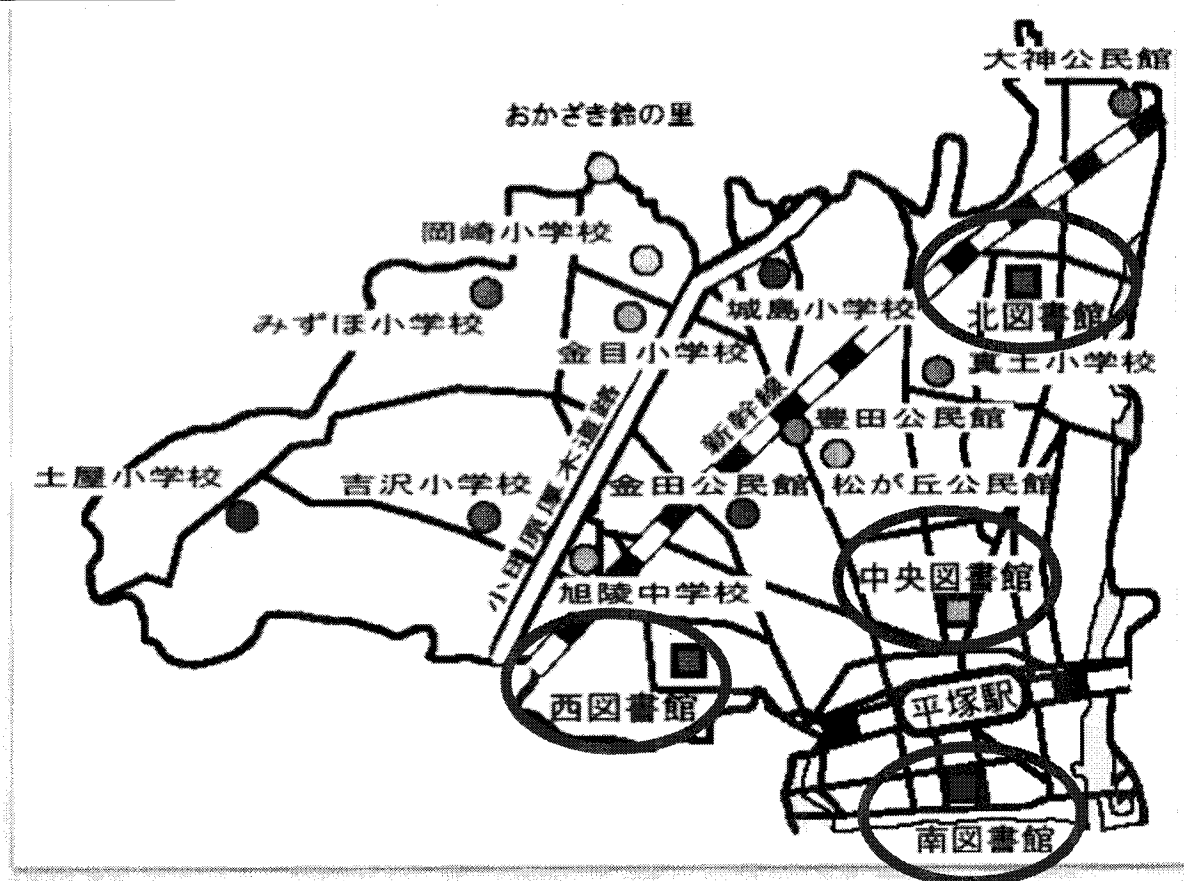 大神公民館
おかざき鈴の里
岡崎小学校
みずほ小学校
城島小学校
北図書館
金目小学校
真土小学校
新幹線
豊田公民館
小田原厚木道路
土屋小学校
吉沢小学校
金田公民館
松が丘公民館
中央図書館
旭陵中学校
西図書館
平塚駅
南図書館